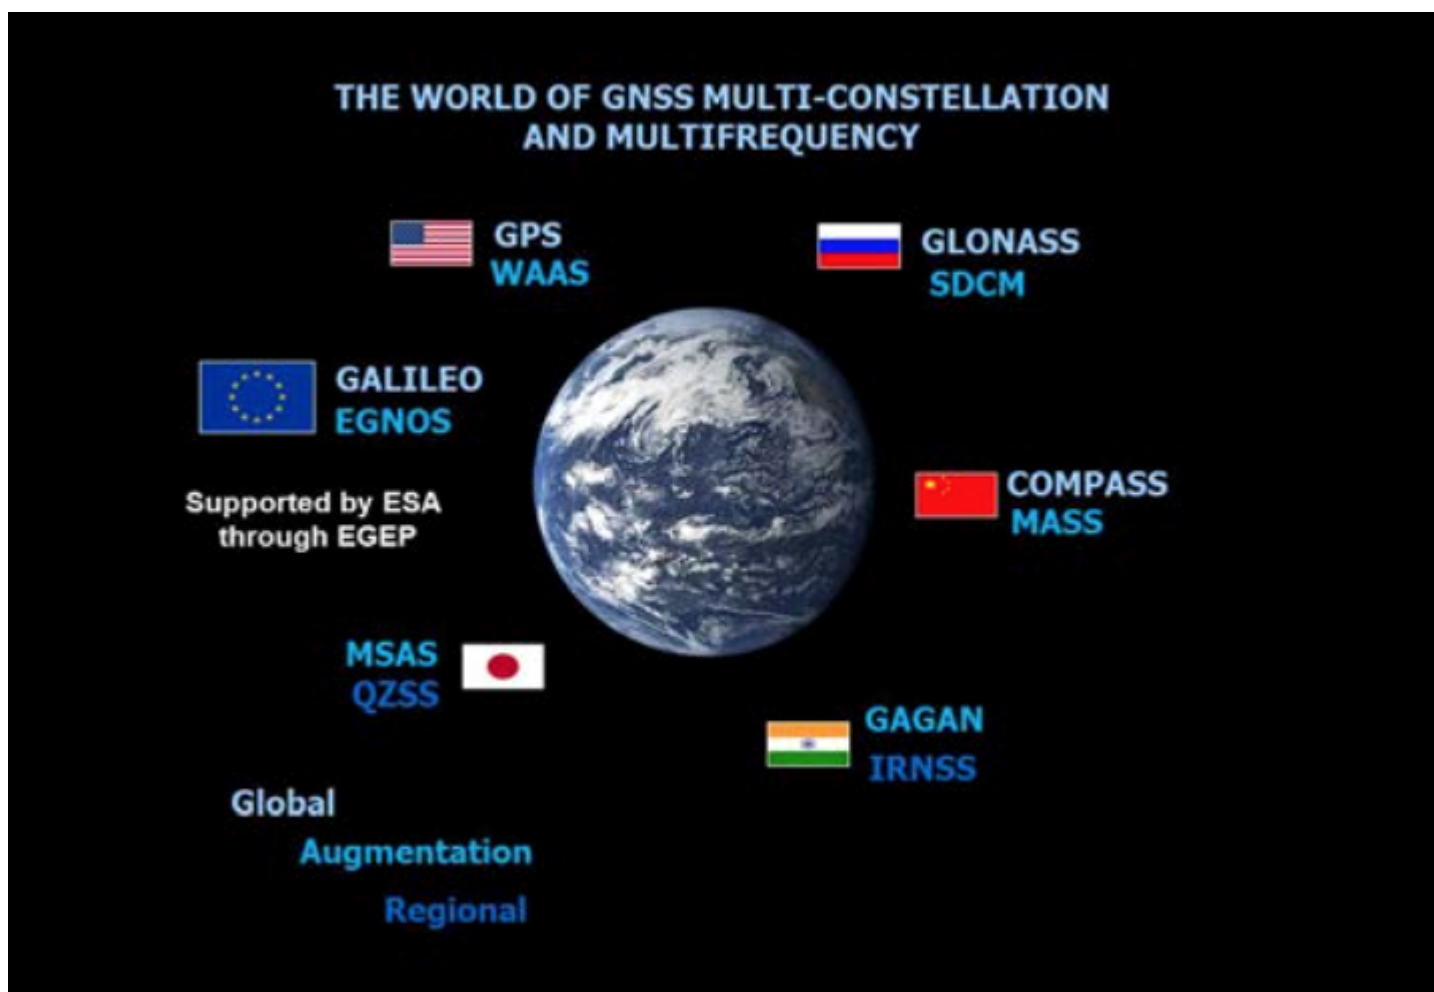 THE WORLD OF GNSS MULTI-CONSTELLATION
AND MULTIFREQUENCY
GPS
WAAS
GLONASS
SDCM
GALILEO
EGNOS
Supported by ESA
through EGEP
COMPASS
MASS
MSAS
QZSS
GAGAN
IRNSS
Global
Augmentation
Regional